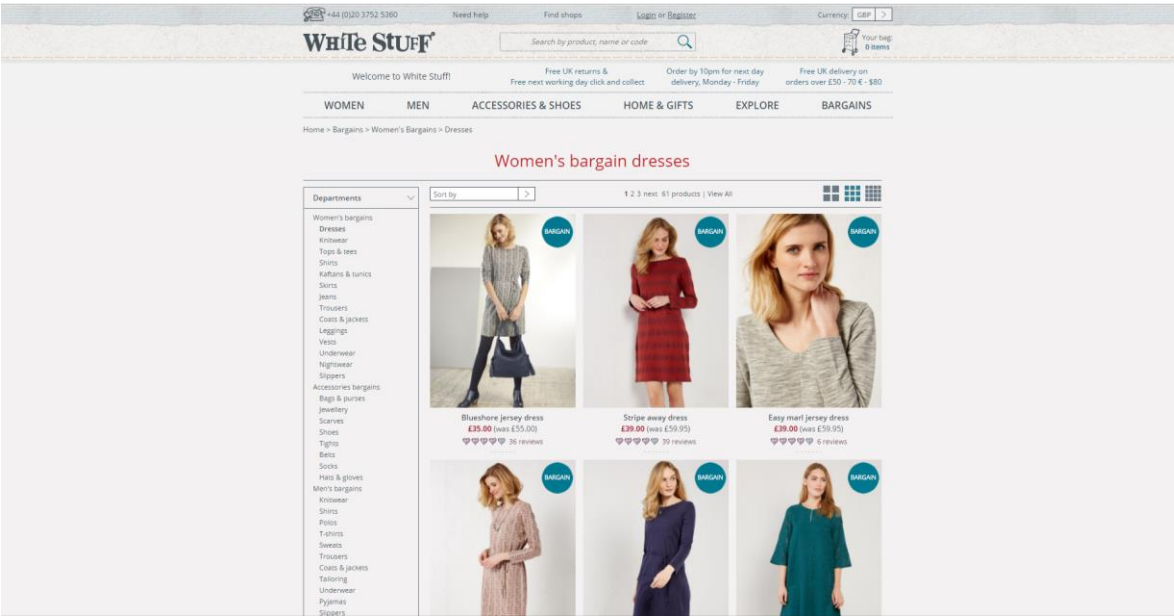 +44 (0)20 3752 5360 Need help Find shops Login or Register Currency: GBP >
WHITE STUFF
Search by product, name or code
Your bag:
0 items
Welcome to White Stuff!
Free UK returns &
Free next working day click and collect
Order by 10pm for next day
delivery, Monday - Friday
Free UK delivery on
orders over £50 - 70 € - $80
WOMEN MEN ACCESSORIES & SHOES HOME & GIFTS EXPLORE BARGAINS
Home > Bargains > Women's Bargains > Dresses
Women's bargain dresses
Departments
Women's bargains
Dresses
Knitwear
Tops & tees
Shirts
Kaftans & tunics
Skirts
Jeans
Trousers
Coats & jackets
Leggings
Vests
Underwear
Nightwear
Slippers
Accessories bargains
Bags & purses
Jewellery
Scarves
Shoes
Tights
Belts
Socks
Hats & gloves
Men's bargains
Knitwear
Shirts
Polos
T-shirts
Sweats
Trousers
Coats & jackets
Tailoring
Underwear
Pyjamas
Slippers
Sort by > 1 2 3 next 61 products | View All
BARGAIN
BARGAIN
BARGAIN
Blueshore jersey dress
£35.00 (was £55.00)
36 reviews
Stripe away dress
£39.00 (was £59.95)
39 reviews
Easy marl jersey dress
£39.00 (was £59.95)
6 reviews
BARGAIN
BARGAIN
BARGAIN